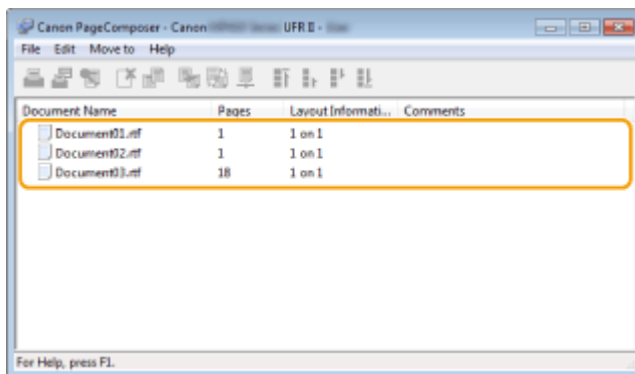 Canon PageComposer - Canon UFR II -
File Edit Move to Help
Document Name Pages Layout Informati... Comments
Document01.rtf 1 1 on 1
Document02.rtf 1 1 on 1
Document03.rtf 18 1 on 1
For Help, press F1.